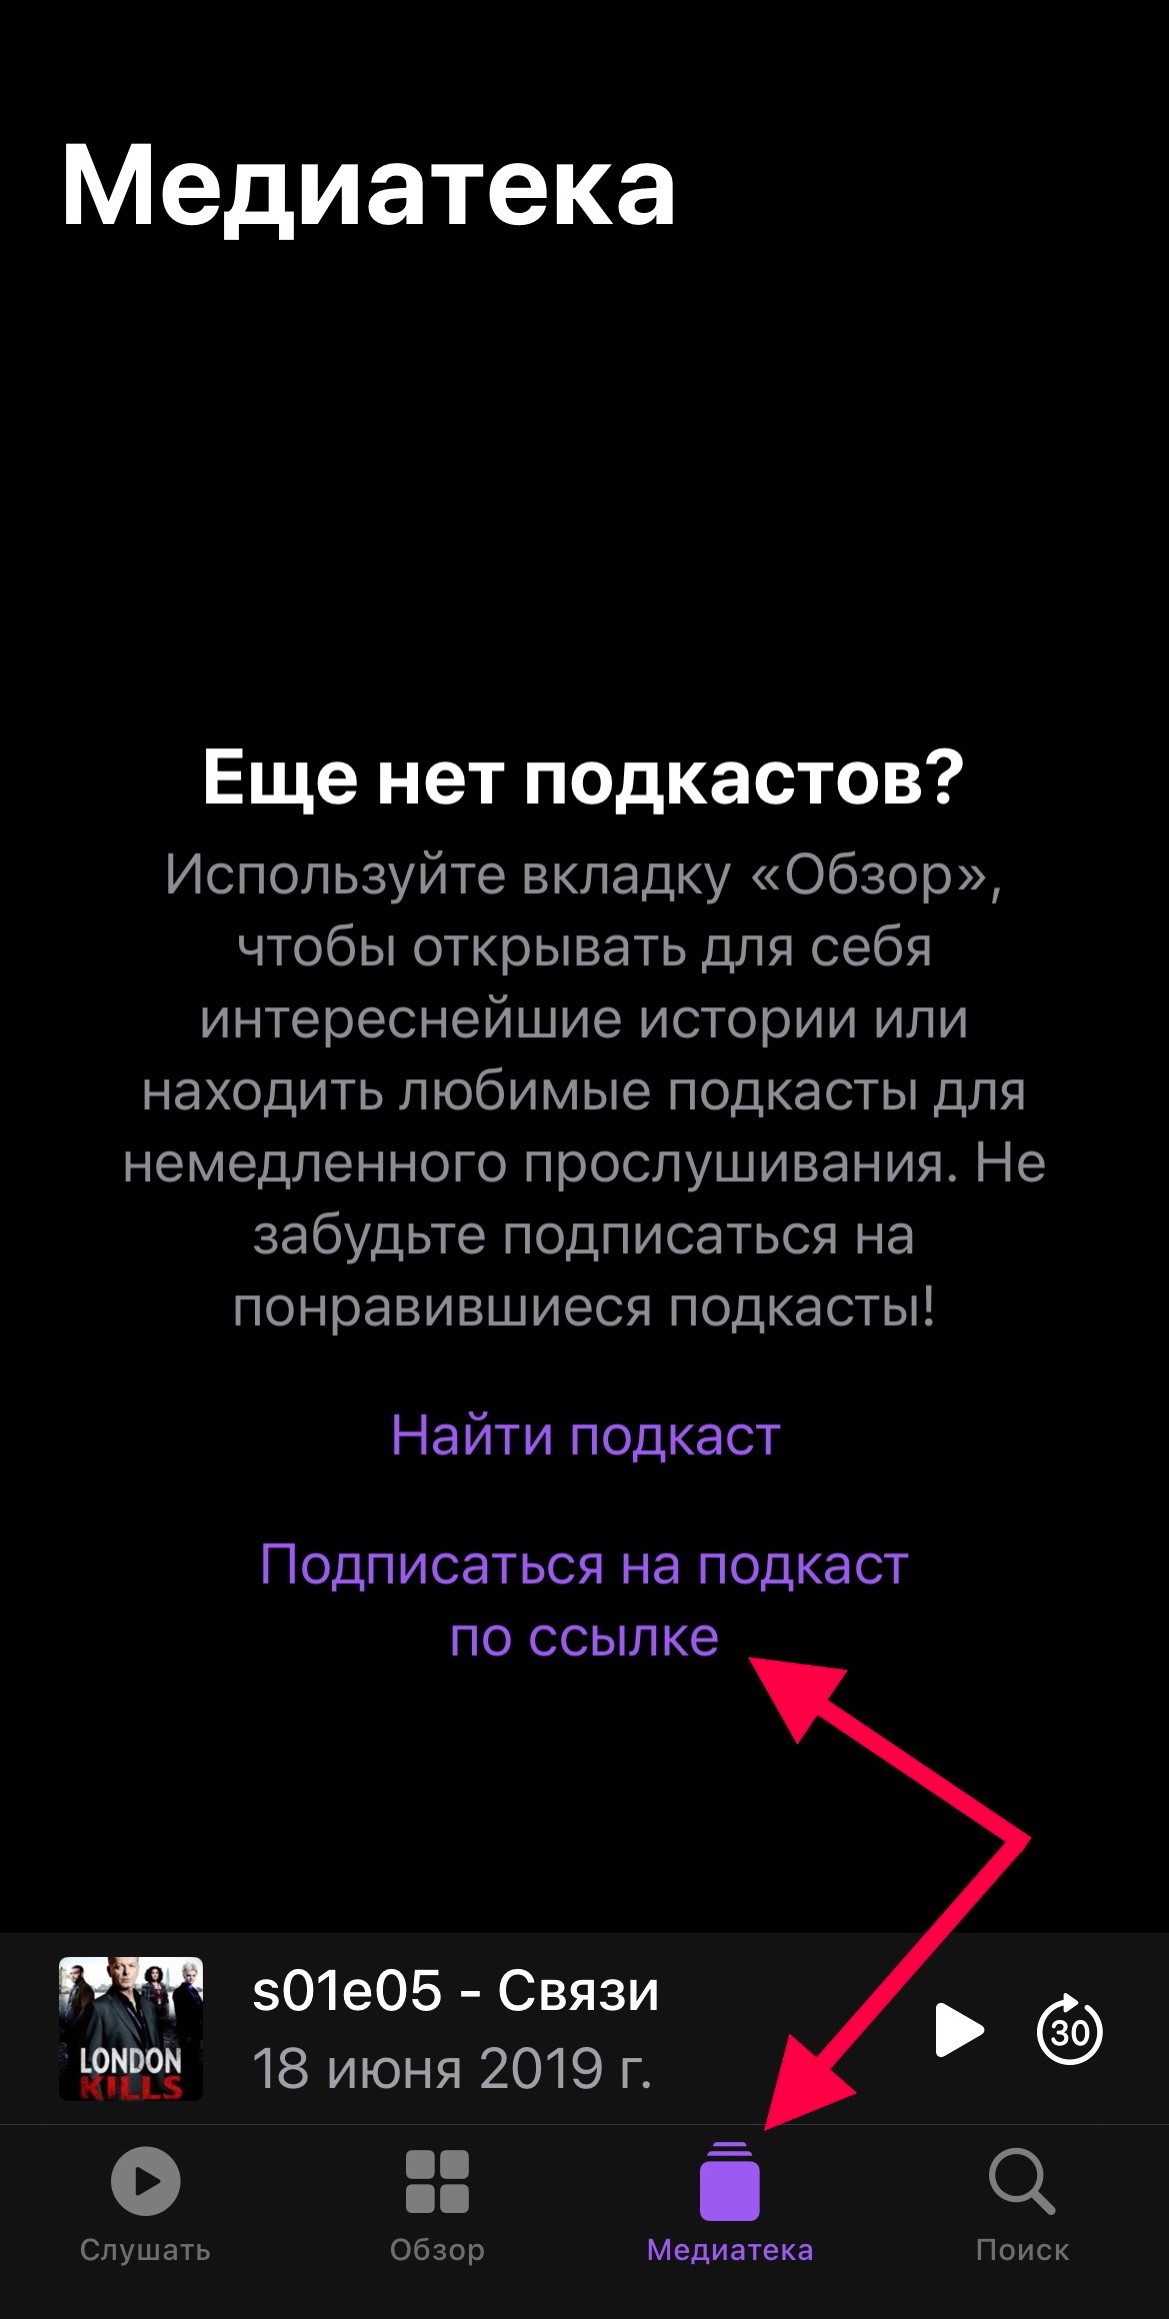 Медиатека
Еще нет подкастов?
Используйте вкладку «Обзор»,
чтобы открывать для себя
интереснейшие истории или
находить любимые подкасты для
немедленного прослушивания. Не
забудьте подписаться на
понравившиеся подкасты!
Найти подкаст
Подписаться на подкаст
по ссылке
LONDON
KILLS
s01e05 - Связи
18 июня 2019 г.
30
Слушать
Обзор
Медиатека
Поиск